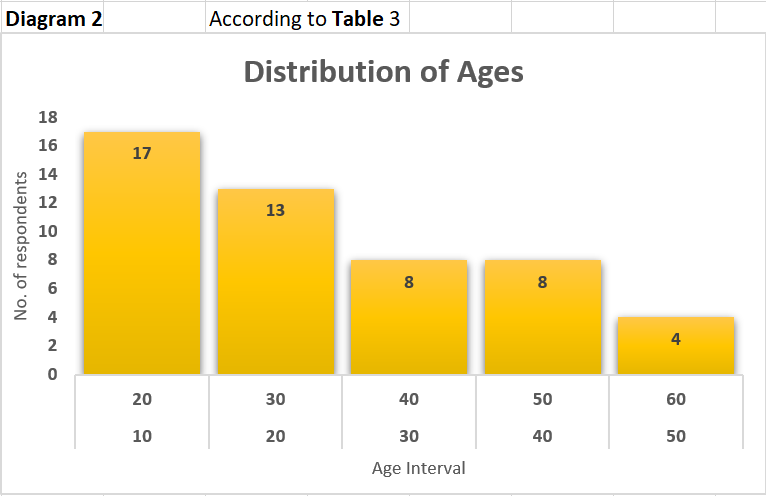 Diagram 2 According to Table 3
Distribution of Ages
18
16
14
12
10
8
6
4
2
0
No. of respondents
17
13
8
8
4
20 30 40 50 60
10 20 30 40 50
Age Interval